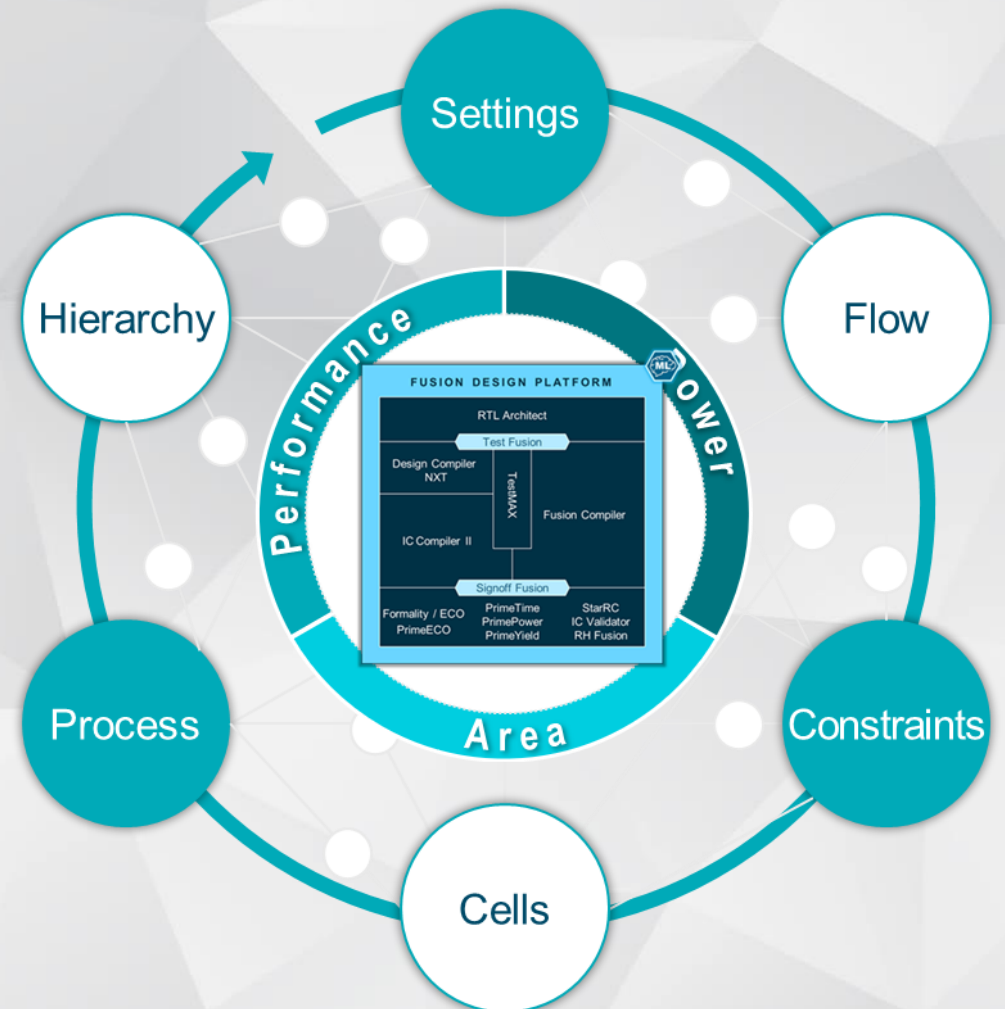 Settings
Flow
Constraints
Cells
Process
Hierarchy
Performance
Power
Area
ML
FUSION DESIGN PLATFORM
RTL Architect
Test Fusion
Design Compiler
NXT
TestMAX
Fusion Compiler
IC Compiler II
Signoff Fusion
Formality / ECO
PrimeECO
PrimeTime
PrimePower
PrimeYield
StarRC
IC Validator
RH Fusion